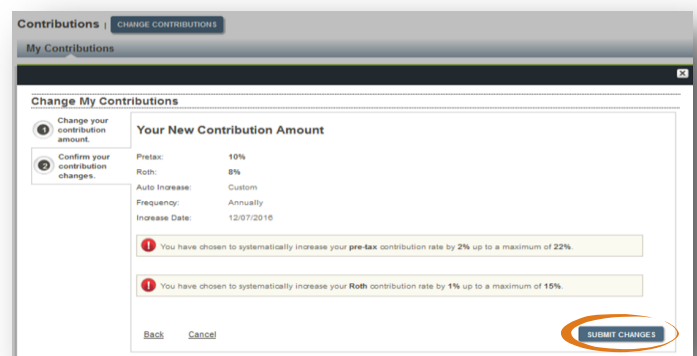 Contributions | CHANGE CONTRIBUTIONS
My Contributions
Change My Contributions
1 Change your
contribution
amount.
2 Confirm your
contribution
changes.
Your New Contribution Amount
Pretax: 10%
Roth: 8%
Auto Increase: Custom
Frequency: Annually
Increase Date: 12/07/2016
You have chosen to systematically increase your pre-tax contribution rate by 2% up to a maximum of 22%.
You have chosen to systematically increase your Roth contribution rate by 1% up to a maximum of 15%.
Back Cancel SUBMIT CHANGES